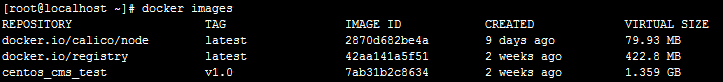 [root@localhost ~]# docker images
REPOSITORY TAG IMAGE ID CREATED VIRTUAL SIZE
docker.io/calico/node latest 2870d682be4a 9 days ago 79.93 MB
docker.io/registry latest 42aa141a5f51 2 weeks ago 422.8 MB
centos_cms_test v1.0 7ab31b2c8634 2 weeks ago 1.359 GB